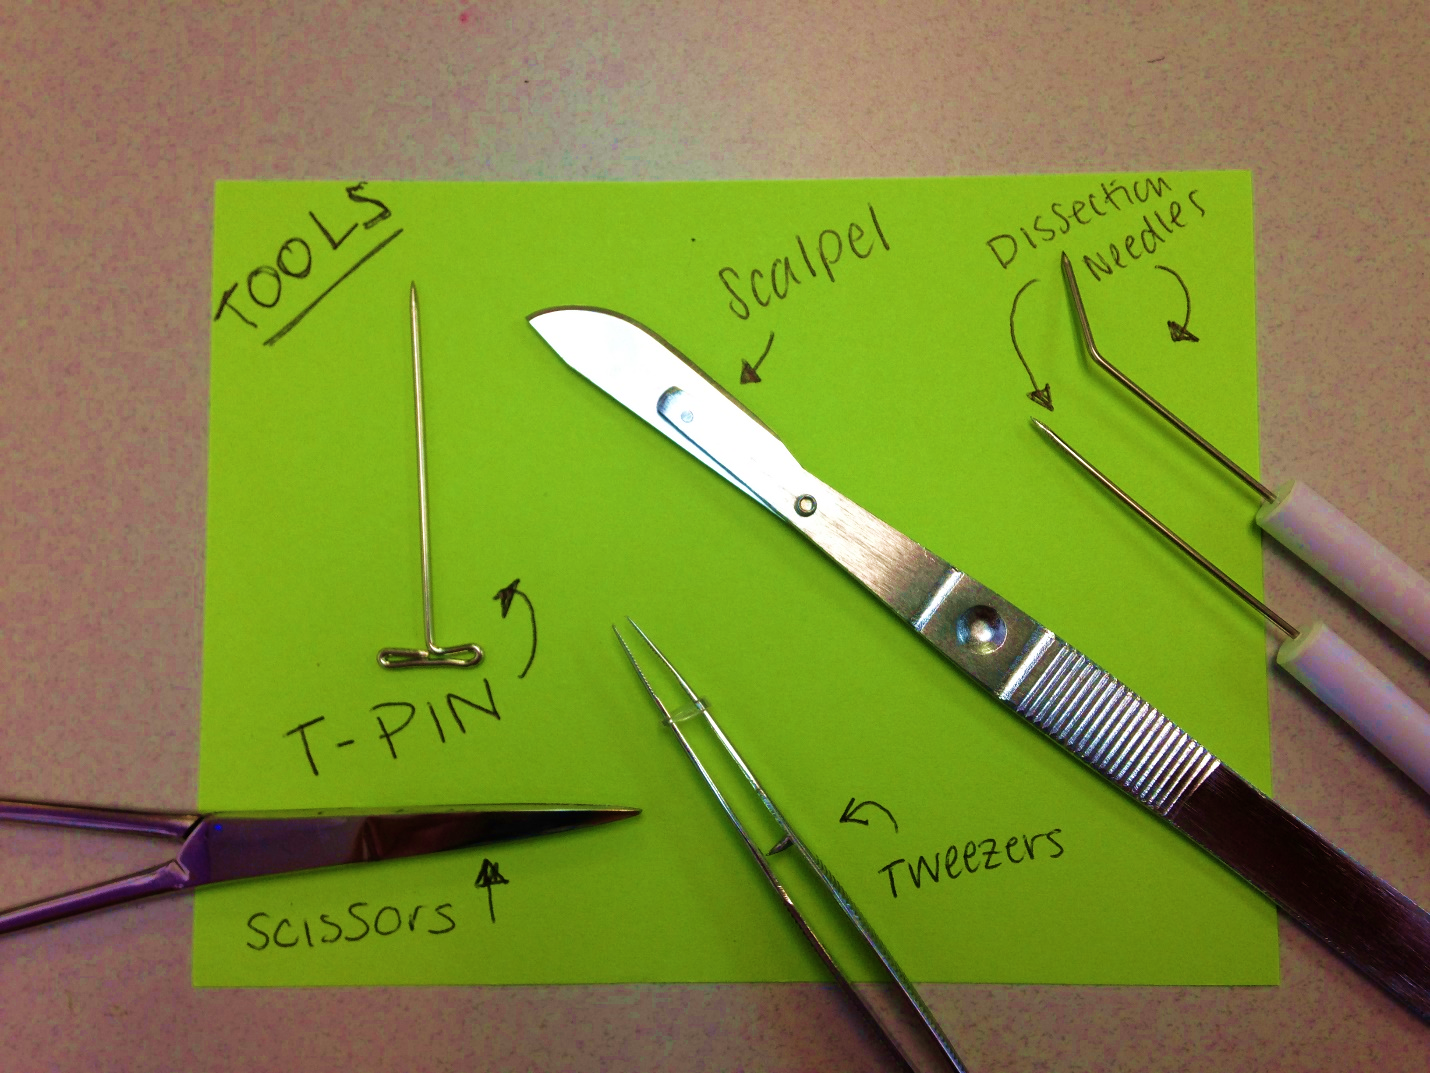 TOOLS
Scalpel
Dissection
Needles
T-PIN
Tweezers
Scissors